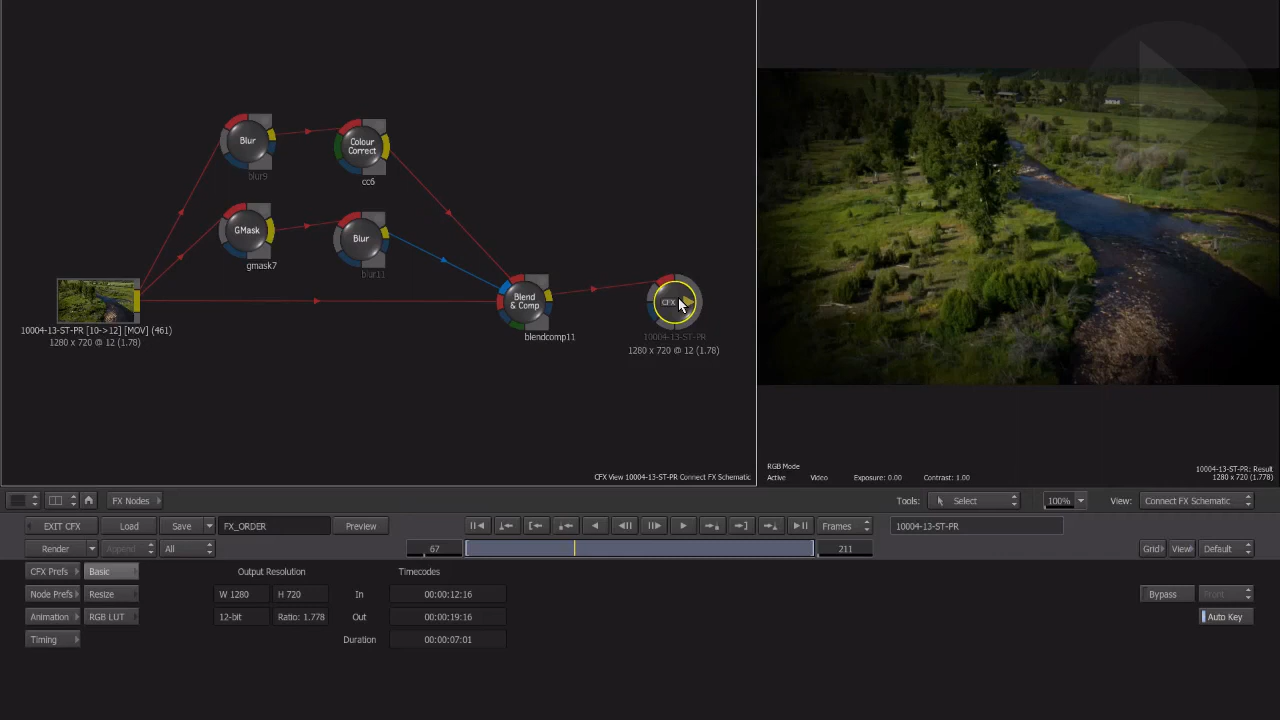 Blur
blur9
Colour
Correct
cc6
GMask
gmask7
Blur
blur11
10004-13-ST-PR [10->12] [MOV] (461)
1280 x 720 @ 12 (1.78)
Blend
& Comp
blendcomp11
CFX
10004-13-ST-PR
1280 x 720 @ 12 (1.78)
CFX View 10004-13-ST-PR Connect FX Schematic
RGB Mode
Active Video Exposure: 0.00 Contrast: 1.00
10004-13-ST-PR: Result
1280 x 720 (1.778)
FX Nodes Tools: Select 100% View: Connect FX Schematic
EXIT CFX Load Save FX_ORDER Preview Frames 10004-13-ST-PR
Render Append All 67 211 Grid View Default
CFX Prefs Basic Output Resolution Timecodes
Node Prefs Resize W 1280 H 720 In 00:00:12:16 Bypass Front
Animation RGB LUT 12-bit Ratio: 1.778 Out 00:00:19:16 Auto Key
Timing Duration 00:00:07:01